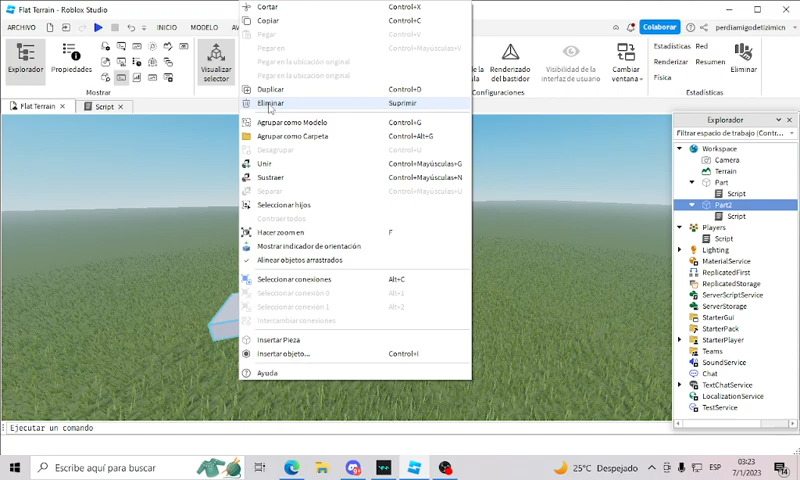 Flat Terrain - Roblox Studio
ARCHIVO
INICIO
MODELO
Colaborar
perdiamigodetizimicn
Explorador
Propiedades
Mostrar
Visualizar
selector
Renderizado
del bastidor
Visibilidad de la
interfaz de usuario
Cambiar
ventana
Configuraciones
Estadísticas
Red
Renderizar
Resumen
Física
Eliminar
Estadísticas
Flat Terrain
Script
Cortar Control+X
Copiar Control+C
Pegar Control+V
Pegar en Control+Mayúsculas+V
Pegar en la ubicación original
Pegar en la ubicación original
Duplicar Control+D
Eliminar Suprimir
Agrupar como Modelo Control+G
Agrupar como Carpeta Control+Alt+G
Desagrupar Control+U
Unir Control+Mayúsculas+G
Sustraer Control+Mayúsculas+N
Separar Control+Mayúsculas+U
Seleccionar hijos
Contraer todos
Hacer zoom en F
Mostrar indicador de orientación
Alinear objetos arrastrados
Seleccionar conexiones Alt+C
Seleccionar conexión 0 Alt+1
Seleccionar conexión 1 Alt+2
Intercambiar conexiones
Insertar Pieza
Insertar objeto... Control+I
Ayuda
Explorador
Filtrar espacio de trabajo (Contr...
Workspace
Camera
Terrain
Part
Script
Part2
Script
Players
Script
Lighting
MaterialService
ReplicatedFirst
ReplicatedStorage
ServerScriptService
ServerStorage
StarterGui
StarterPack
StarterPlayer
Teams
SoundService
Chat
TextChatService
LocalizationService
TestService
Ejecutar un comando
Escribe aquí para buscar
25°C Despejado
ESP
03:23
7/1/2023
14